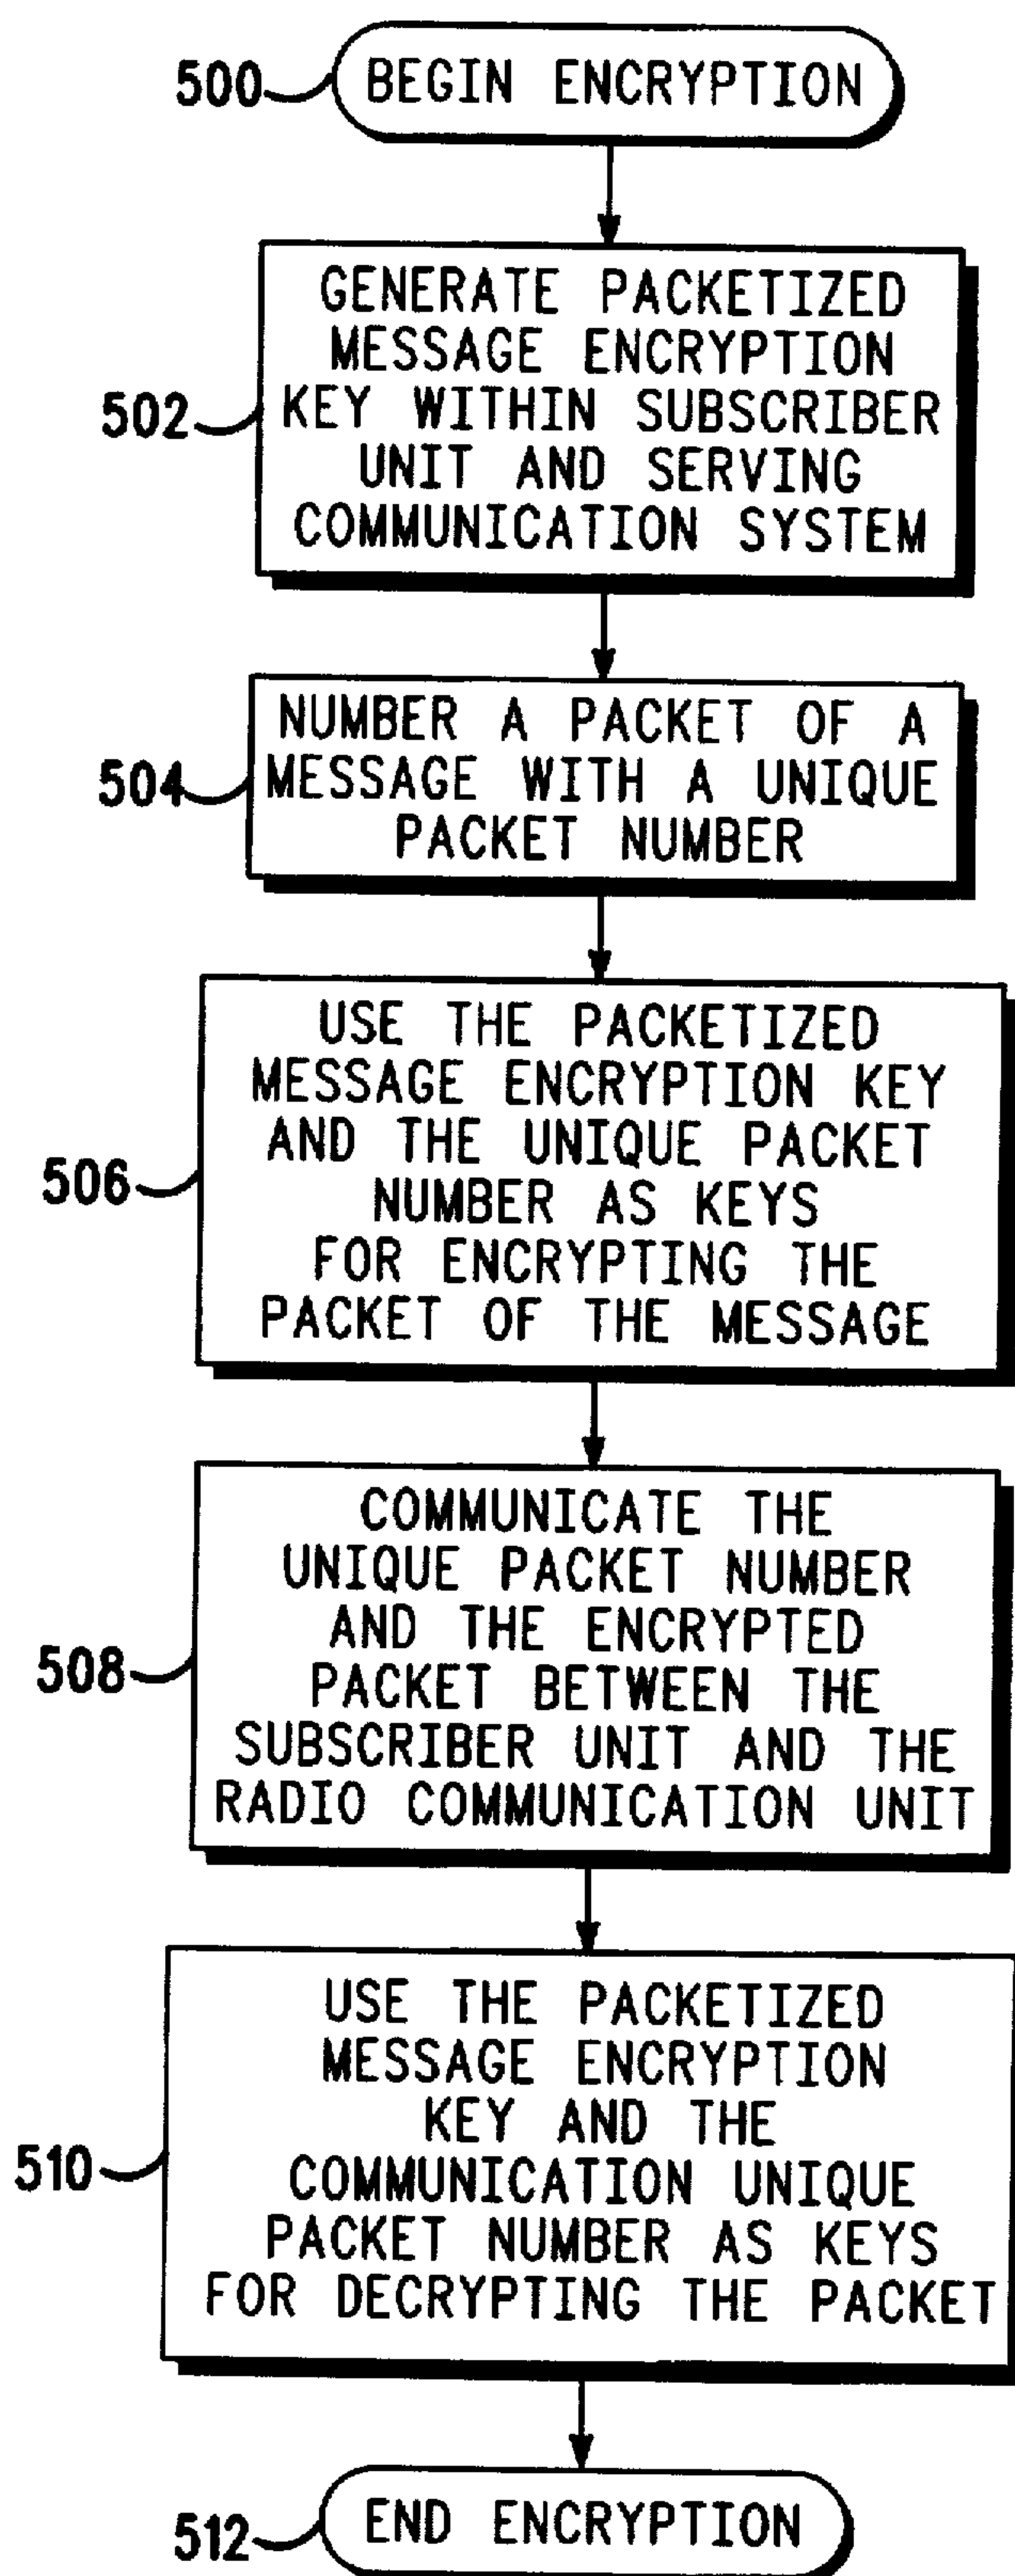 500 BEGIN ENCRYPTION
GENERATE PACKETIZED
MESSAGE ENCRYPTION
502 KEY WITHIN SUBSCRIBER
UNIT AND SERVING
COMMUNICATION SYSTEM
NUMBER A PACKET OF A
504 MESSAGE WITH A UNIQUE
PACKET NUMBER
USE THE PACKETIZED
MESSAGE ENCRYPTION KEY
AND THE UNIQUE PACKET
506 NUMBER AS KEYS
FOR ENCRYPTING THE
PACKET OF THE MESSAGE
COMMUNICATE THE
UNIQUE PACKET NUMBER
AND THE ENCRYPTED
508 PACKET BETWEEN THE
SUBSCRIBER UNIT AND THE
RADIO COMMUNICATION UNIT
USE THE PACKETIZED
MESSAGE ENCRYPTION
KEY AND THE
510 COMMUNICATION UNIQUE
PACKET NUMBER AS KEYS
FOR DECRYPTING THE PACKET
512 END ENCRYPTION